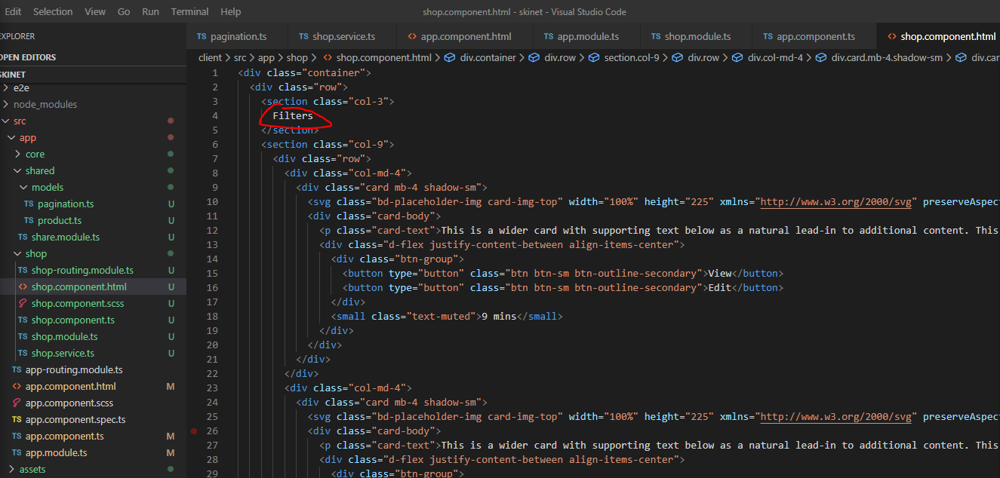 Edit Selection View Go Run Terminal Help shop.component.html - skinet - Visual Studio Code
EXPLORER
TS pagination.ts TS shop.service.ts <> app.component.html TS app.module.ts TS shop.module.ts TS app.component.ts <> shop.component.html
OPEN EDITORS
client > src > app > shop > <> shop.component.html > div.container > div.row > section.col-9 > div.row > div.col-md-4 > div.card.mb-4.shadow-sm > div.car
SKINET
e2e
node_modules
src
app
core
shared
models
TS pagination.ts U
TS product.ts U
TS share.module.ts U
shop
TS shop-routing.module.ts U
<> shop.component.html U
shop.component.scss U
TS shop.component.ts U
TS shop.module.ts U
TS shop.service.ts U
TS app-routing.module.ts
<> app.component.html M
app.component.scss
TS app.component.spec.ts
TS app.component.ts M
TS app.module.ts M
assets
1 <div class="container">
2 <div class="row">
3 <section class="col-3">
4 Filters
5 </section>
6 <section class="col-9">
7 <div class="row">
8 <div class="col-md-4">
9 <div class="card mb-4 shadow-sm">
10 <svg class="bd-placeholder-img card-img-top" width="100%" height="225" xmlns="http://www.w3.org/2000/svg" preserveAspect
11 <div class="card-body">
12 <p class="card-text">This is a wider card with supporting text below as a natural lead-in to additional content. This
13 <div class="d-flex justify-content-between align-items-center">
14 <div class="btn-group">
15 <button type="button" class="btn btn-sm btn-outline-secondary">View</button>
16 <button type="button" class="btn btn-sm btn-outline-secondary">Edit</button>
17 </div>
18 <small class="text-muted">9 mins</small>
19 </div>
20 </div>
21 </div>
22 </div>
23 <div class="col-md-4">
24 <div class="card mb-4 shadow-sm">
25 <svg class="bd-placeholder-img card-img-top" width="100%" height="225" xmlns="http://www.w3.org/2000/svg" preserveAspect
26 <div class="card-body">
27 <p class="card-text">This is a wider card with supporting text below as a natural lead-in to additional content. This
28 <div class="d-flex justify-content-between align-items-center">
29 <div class="btn-group">